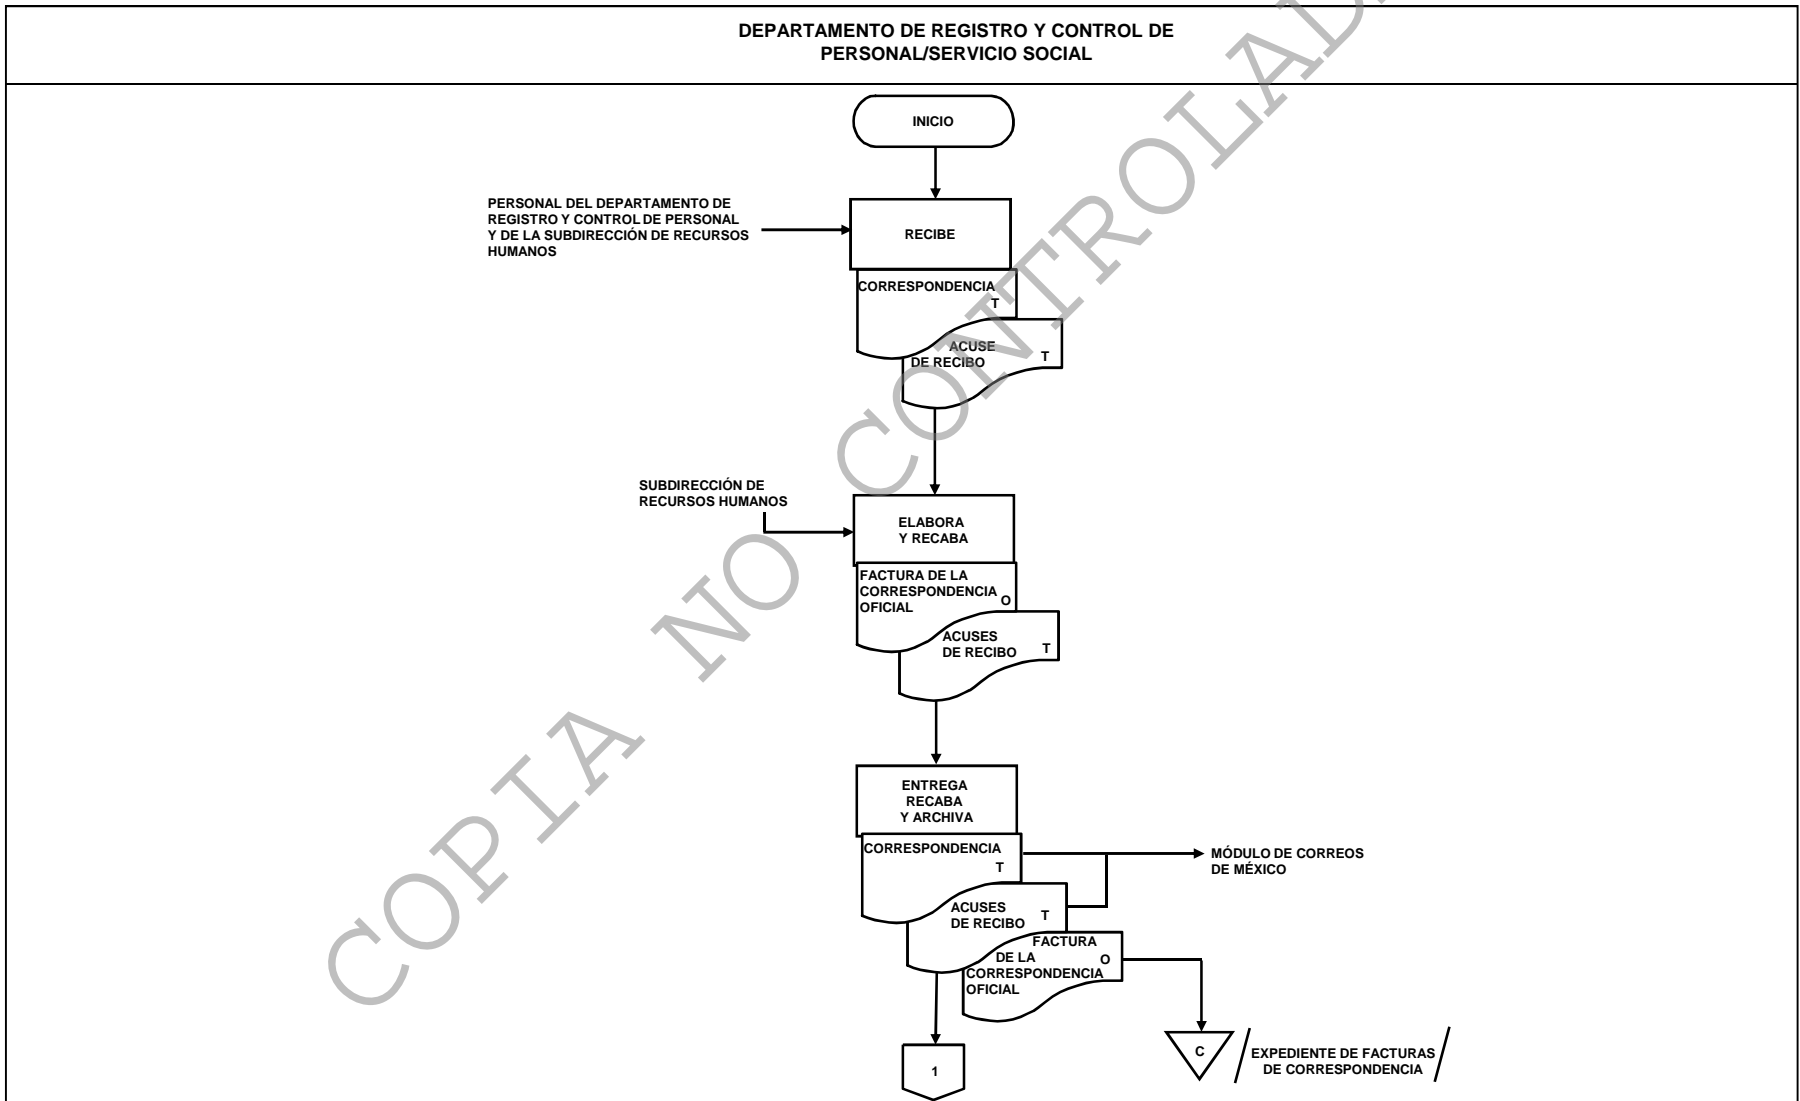 DEPARTAMENTO DE REGISTRO Y CONTROL DE
PERSONAL/SERVICIO SOCIAL
INICIO
PERSONAL DEL DEPARTAMENTO DE
REGISTRO Y CONTROL DE PERSONAL
Y DE LA SUBDIRECCIÓN DE RECURSOS
HUMANOS
RECIBE
CORRESPONDENCIA
T
ACUSE
DE RECIBO
T
SUBDIRECCIÓN DE
RECURSOS HUMANOS
ELABORA
Y RECABA
FACTURA DE LA
CORRESPONDENCIA
OFICIAL
O
ACUSES
DE RECIBO
T
ENTREGA
RECABA
Y ARCHIVA
CORRESPONDENCIA
T
MÓDULO DE CORREOS
DE MÉXICO
ACUSES
DE RECIBO
T
FACTURA
DE LA
CORRESPONDENCIA
OFICIAL
O
1
C
EXPEDIENTE DE FACTURAS
DE CORRESPONDENCIA
COPIA NO CONTROLAD